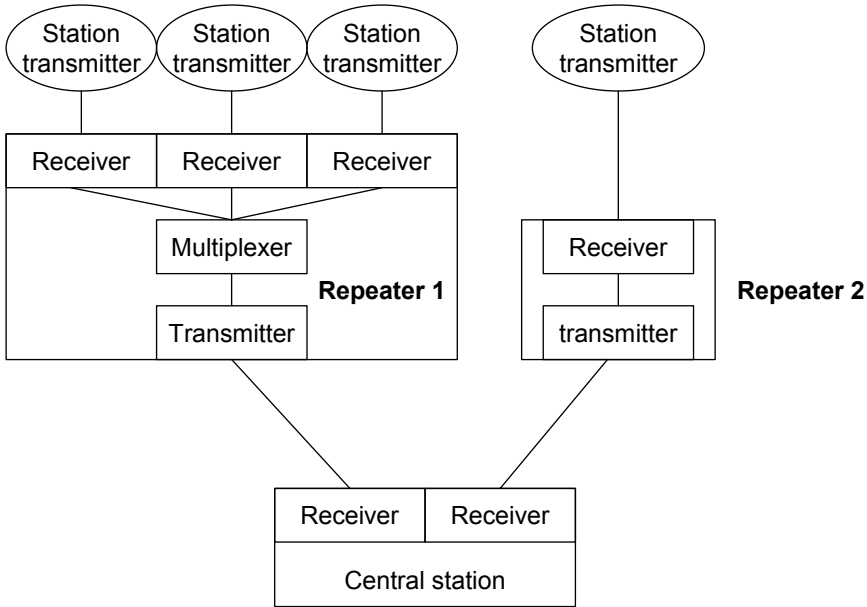 Station
transmitter
Station
transmitter
Station
transmitter
Station
transmitter
Receiver
Receiver
Receiver
Multiplexer
Transmitter
Repeater 1
Receiver
transmitter
Repeater 2
Receiver
Receiver
Central station